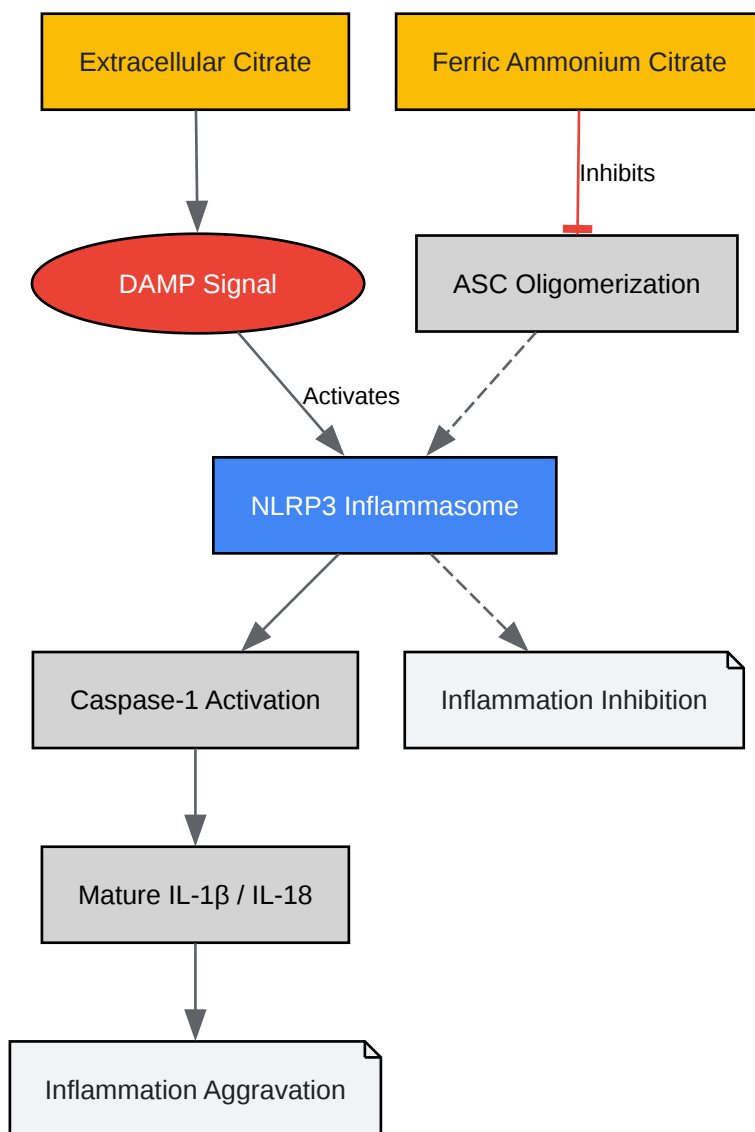 Extracellular Citrate
Ferric Ammonium Citrate
Inhibits
DAMP Signal
ASC Oligomerization
Activates
NLRP3 Inflammasome
Caspase-1 Activation
Inflammation Inhibition
Mature IL-1β / IL-18
Inflammation Aggravation